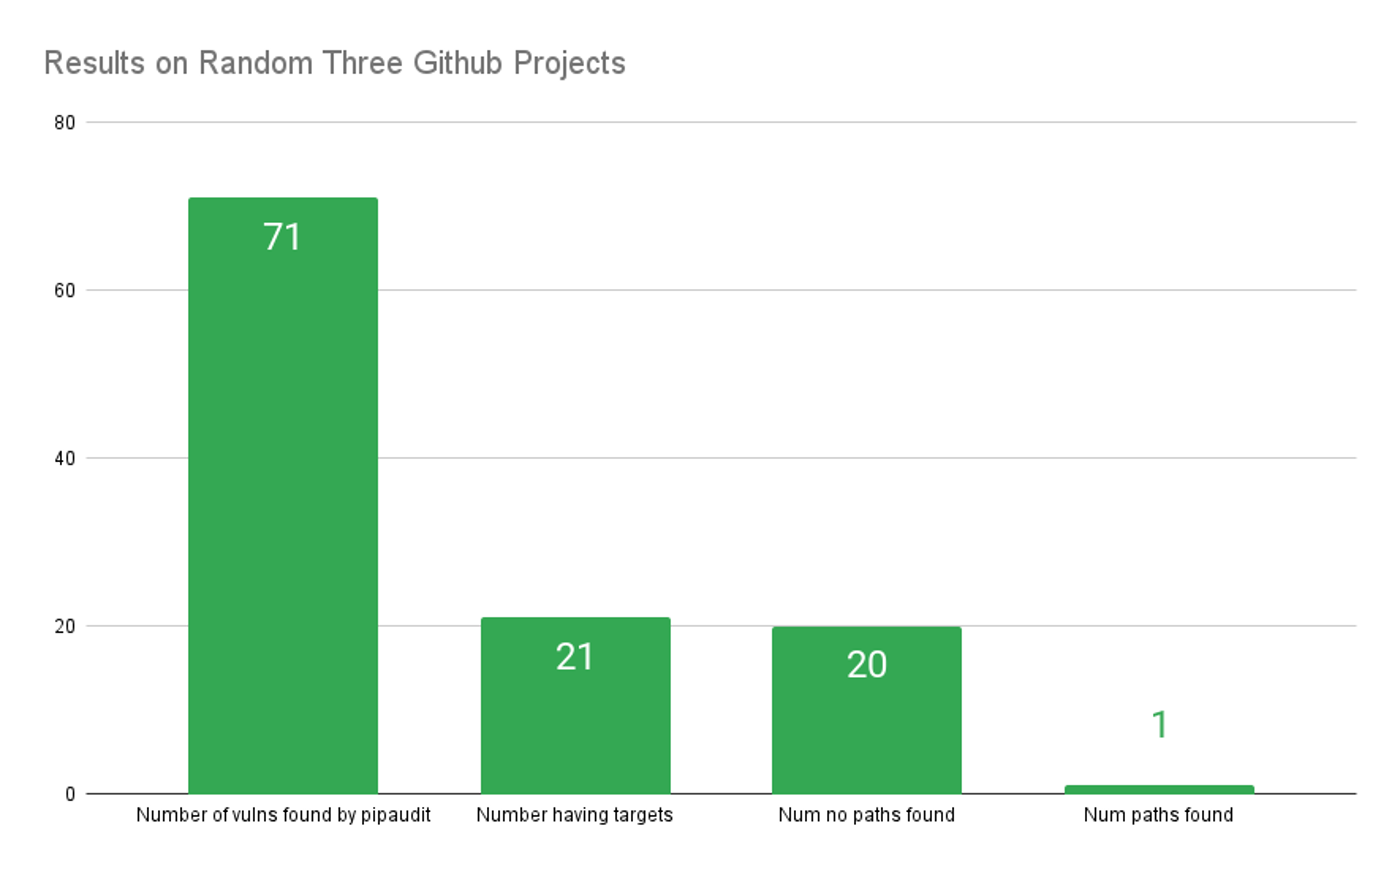 Results on Random Three Github Projects
80
71
60
40
20
21
20
1
0
Number of vulns found by pipaudit
Number having targets
Num no paths found
Num paths found